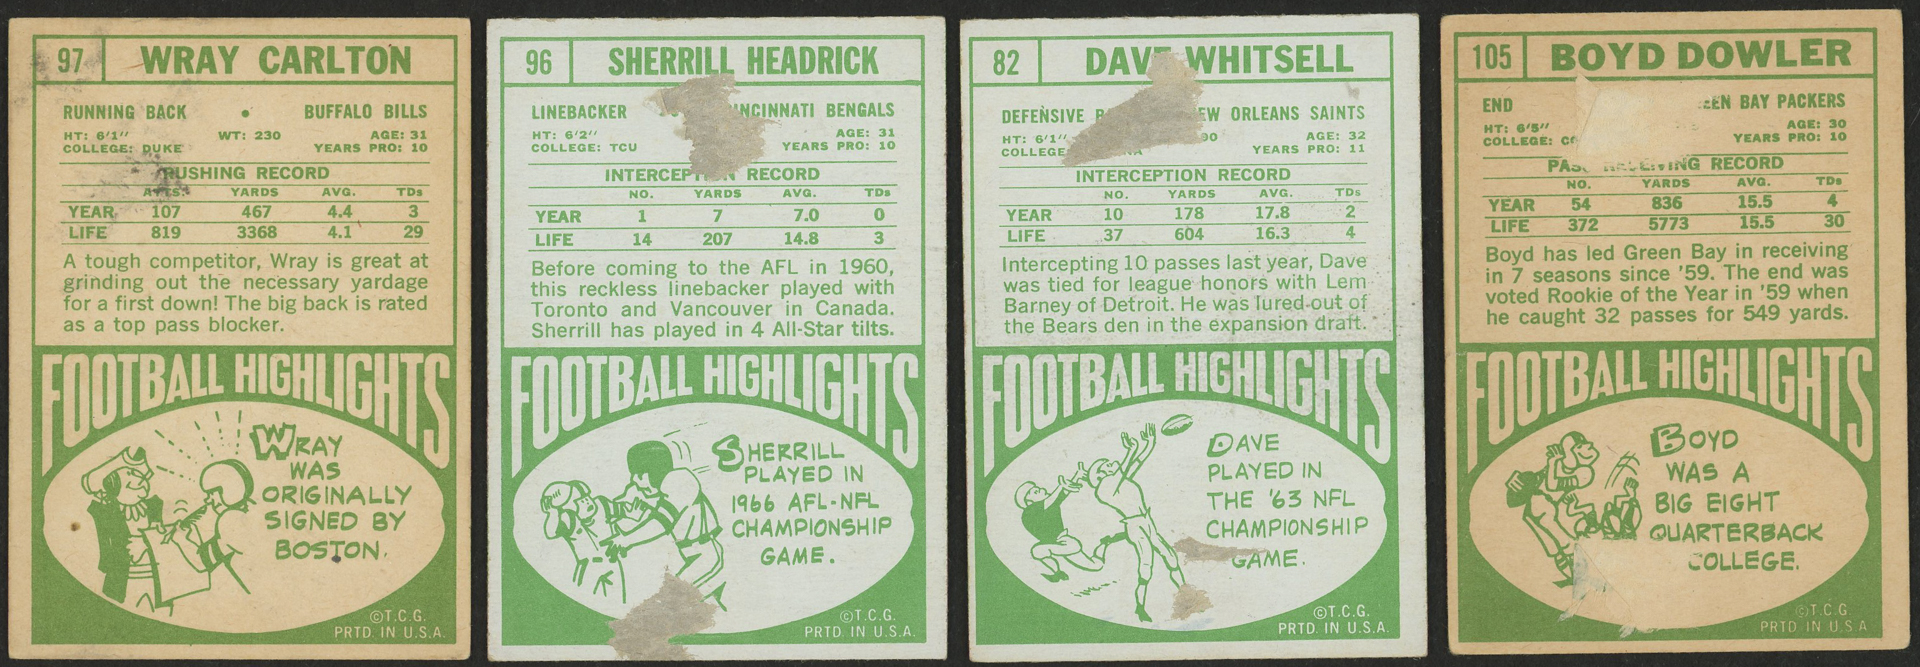 97 WRAY CARLTON
RUNNING BACK • BUFFALO BILLS
HT: 6'1" WT: 230 AGE: 31
COLLEGE: DUKE YEARS PRO: 10
RUSHING RECORD
ATTS. YARDS AVG. TDs
YEAR 107 467 4.4 3
LIFE 819 3368 4.1 29
A tough competitor, Wray is great at
grinding out the necessary yardage
for a first down! The big back is rated
as a top pass blocker.
FOOTBALL HIGHLIGHTS
WRAY
WAS
ORIGINALLY
SIGNED BY
BOSTON.
©T.C.G.
PRTD. IN U.S.A.
96 SHERRILL HEADRICK
LINEBACKER NCINNATI BENGALS
HT: 6'2" AGE: 31
COLLEGE: TCU YEARS PRO: 10
INTERCEPTION RECORD
NO. YARDS AVG. TDs
YEAR 1 7 7.0 0
LIFE 14 207 14.8 3
Before coming to the AFL in 1960,
this reckless linebacker played with
Toronto and Vancouver in Canada.
Sherrill has played in 4 All-Star tilts.
FOOTBALL HIGHLIGHTS
SHERRILL
PLAYED IN
1966 AFL-NFL
CHAMPIONSHIP
GAME.
©T.C.G.
PRTD. IN U.S.A.
82 DAVE WHITSELL
DEFENSIVE EW ORLEANS SAINTS
HT: 6'1" 90 AGE: 32
COLLEGE NA YEARS PRO: 11
INTERCEPTION RECORD
NO. YARDS AVG. TDs
YEAR 10 178 17.8 2
LIFE 37 604 16.3 4
Intercepting 10 passes last year, Dave
was tied for league honors with Lem
Barney of Detroit. He was lured out of
the Bears den in the expansion draft.
FOOTBALL HIGHLIGHTS
DAVE
PLAYED IN
THE '63 NFL
CHAMPIONSHIP
GAME.
©T.C.G.
PRTD. IN U.S.A.
105 BOYD DOWLER
END EEN BAY PACKERS
HT: 6'5" AGE: 30
COLLEGE: CO YEARS PRO: 10
PASS RECEIVING RECORD
NO. YARDS AVG. TDs
YEAR 54 836 15.5 4
LIFE 372 5773 15.5 30
Boyd has led Green Bay in receiving
in 7 seasons since '59. The end was
voted Rookie of the Year in '59 when
he caught 32 passes for 549 yards.
FOOTBALL HIGHLIGHTS
BOYD
WAS A
BIG EIGHT
QUARTERBACK
COLLEGE.
©T.C.G.
PRTD. IN U.S.A